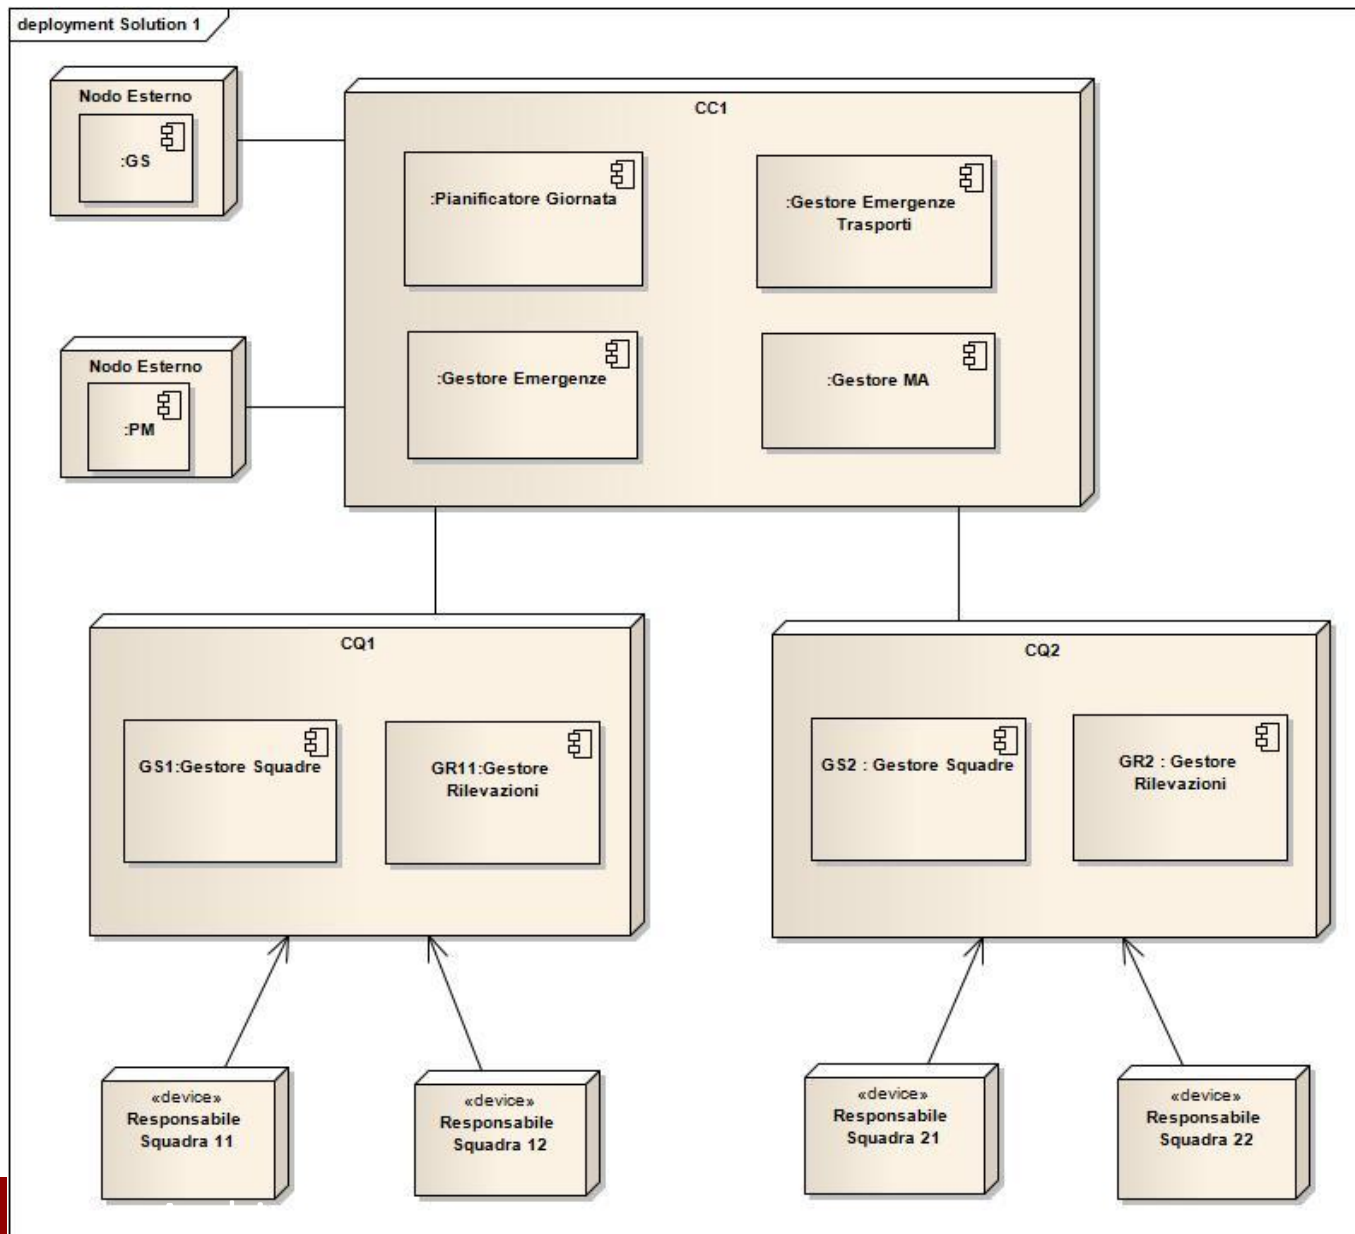 deployment Solution 1
Nodo Esterno
:GS
CC1
:Pianificatore Giornata
:Gestore Emergenze
Trasporti
Nodo Esterno
:PM
:Gestore Emergenze
:Gestore MA
CQ1
GS1:Gestore Squadre
GR11:Gestore
Rilevazioni
CQ2
GS2 : Gestore Squadre
GR2 : Gestore
Rilevazioni
«device»
Responsabile
Squadra 11
«device»
Responsabile
Squadra 12
«device»
Responsabile
Squadra 21
«device»
Responsabile
Squadra 22